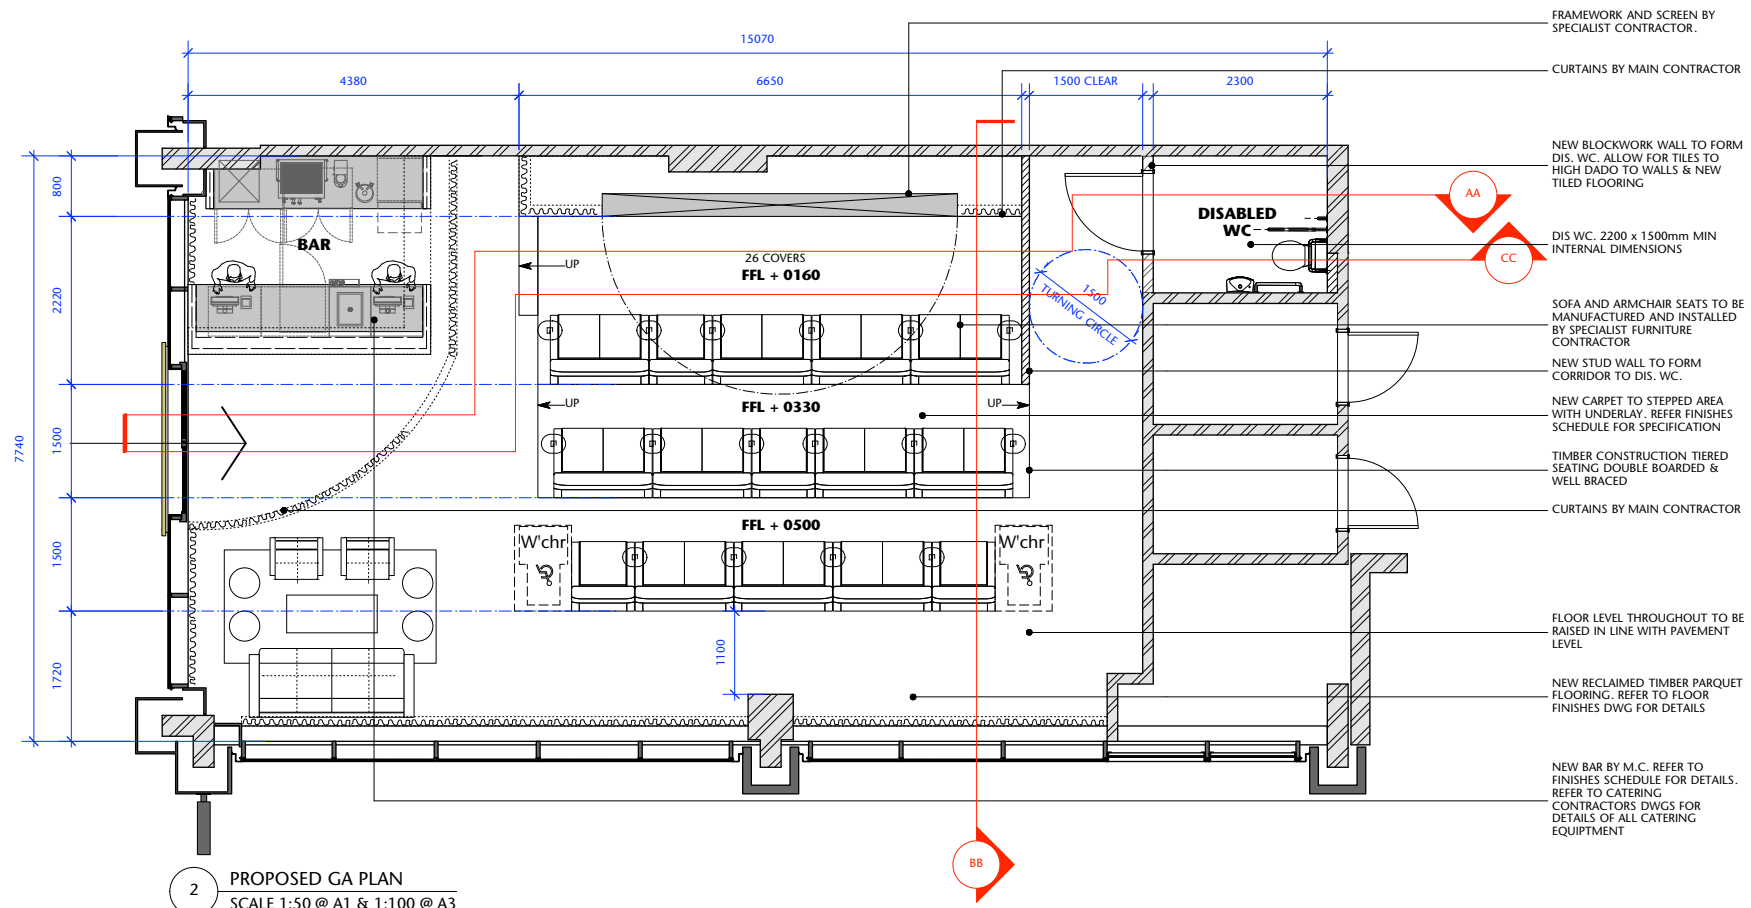 FRAMEWORK AND SCREEN BY
SPECIALIST CONTRACTOR.
15070
CURTAINS BY MAIN CONTRACTOR
4380
6650
1500 CLEAR
2300
NEW BLOCKWORK WALL TO FORM
DIS. WC. ALLOW FOR TILES TO
HIGH DADO TO WALLS & NEW
TILED FLOORING
800
AA
DISABLED
WC
BAR
DIS WC. 2200 x 1500mm MIN
INTERNAL DIMENSIONS
CC
26 COVERS
UP
FFL + 0160
2220
1500
TURNING CIRCLE
SOFA AND ARMCHAIR SEATS TO BE
MANUFACTURED AND INSTALLED
BY SPECIALIST FURNITURE
CONTRACTOR
NEW STUD WALL TO FORM
CORRIDOR TO DIS. WC.
UP
FFL + 0330
UP
NEW CARPET TO STEPPED AREA
WITH UNDERLAY. REFER FINISHES
SCHEDULE FOR SPECIFICATION
7740
1500
TIMBER CONSTRUCTION TIERED
SEATING DOUBLE BOARDED &
WELL BRACED
CURTAINS BY MAIN CONTRACTOR
FFL + 0500
W'chr
W'chr
1500
FLOOR LEVEL THROUGHOUT TO BE
RAISED IN LINE WITH PAVEMENT
LEVEL
1100
1720
NEW RECLAIMED TIMBER PARQUET
FLOORING. REFER TO FLOOR
FINISHES DWG FOR DETAILS
NEW BAR BY M.C. REFER TO
FINISHES SCHEDULE FOR DETAILS.
REFER TO CATERING
CONTRACTORS DWGS FOR
DETAILS OF ALL CATERING
EQUIPTMENT
BB
2
PROPOSED GA PLAN
SCALE 1:50 @ A1 & 1:100 @ A3